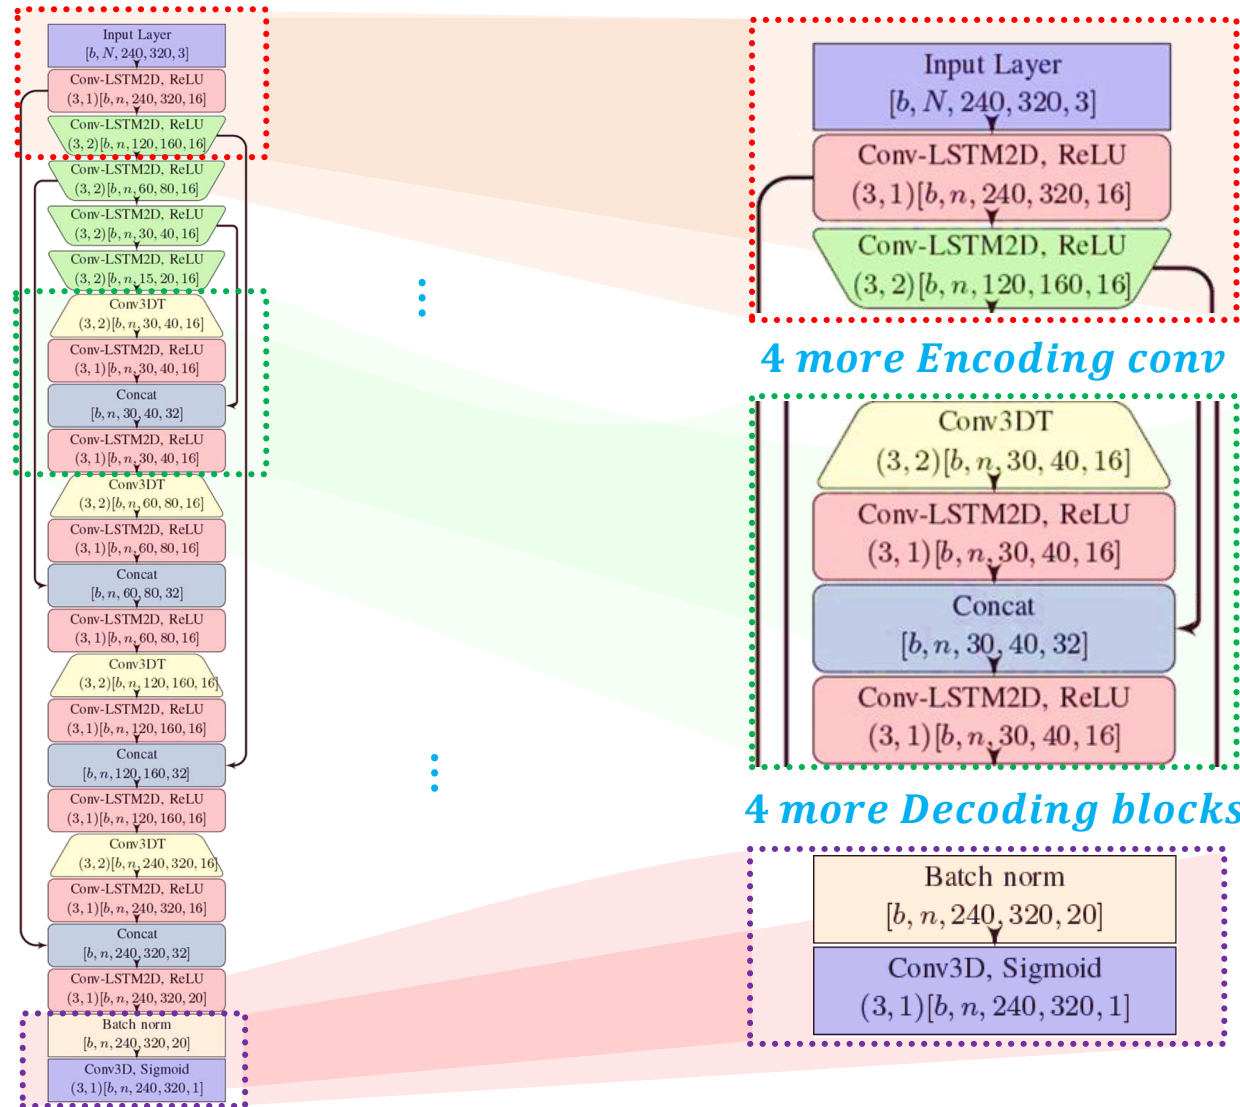 Input Layer
[b, N, 240, 320, 3]
Conv-LSTM2D, ReLU
(3, 1)[b, n, 240, 320, 16]
Conv-LSTM2D, ReLU
(3, 2)[b, n, 120, 160, 16]
Conv-LSTM2D, ReLU
(3, 2)[b, n, 60, 80, 16]
Conv-LSTM2D, ReLU
(3, 2)[b, n, 30, 40, 16]
Conv-LSTM2D, ReLU
(3, 2)[b, n, 15, 20, 16]
Conv3DT
(3, 2)[b, n, 30, 40, 16]
Conv-LSTM2D, ReLU
(3, 1)[b, n, 30, 40, 16]
Concat
[b, n, 30, 40, 32]
Conv-LSTM2D, ReLU
(3, 1)[b, n, 30, 40, 16]
Conv3DT
(3, 2)[b, n, 60, 80, 16]
Conv-LSTM2D, ReLU
(3, 1)[b, n, 60, 80, 16]
Concat
[b, n, 60, 80, 32]
Conv-LSTM2D, ReLU
(3, 1)[b, n, 60, 80, 16]
Conv3DT
(3, 2)[b, n, 120, 160, 16]
Conv-LSTM2D, ReLU
(3, 1)[b, n, 120, 160, 16]
Concat
[b, n, 120, 160, 32]
Conv-LSTM2D, ReLU
(3, 1)[b, n, 120, 160, 16]
Conv3DT
(3, 2)[b, n, 240, 320, 16]
Conv-LSTM2D, ReLU
(3, 1)[b, n, 240, 320, 16]
Concat
[b, n, 240, 320, 32]
Conv-LSTM2D, ReLU
(3, 1)[b, n, 240, 320, 20]
Batch norm
[b, n, 240, 320, 20]
Conv3D, Sigmoid
(3, 1)[b, n, 240, 320, 1]
Input Layer
[b, N, 240, 320, 3]
Conv-LSTM2D, ReLU
(3, 1)[b, n, 240, 320, 16]
Conv-LSTM2D, ReLU
(3, 2)[b, n, 120, 160, 16]
4 more Encoding conv
Conv3DT
(3, 2)[b, n, 30, 40, 16]
Conv-LSTM2D, ReLU
(3, 1)[b, n, 30, 40, 16]
Concat
[b, n, 30, 40, 32]
Conv-LSTM2D, ReLU
(3, 1)[b, n, 30, 40, 16]
4 more Decoding blocks
Batch norm
[b, n, 240, 320, 20]
Conv3D, Sigmoid
(3, 1)[b, n, 240, 320, 1]